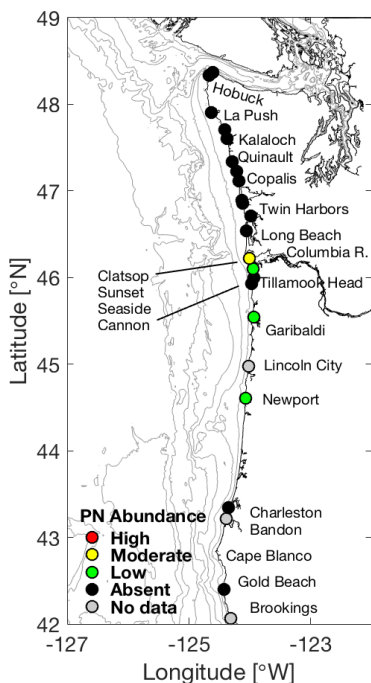 49
48
47
46
45
44
43
42
Latitude [°N]
Hobuck
La Push
Kalaloch
Quinault
Copalis
Twin Harbors
Long Beach
Columbia R.
Clatsop
Sunset
Seaside
Cannon
Tillamook Head
Garibaldi
Lincoln City
Newport
Charleston
Bandon
Cape Blanco
Gold Beach
Brookings
PN Abundance
High
Moderate
Low
Absent
No data
-127
-125
-123
Longitude [°W]